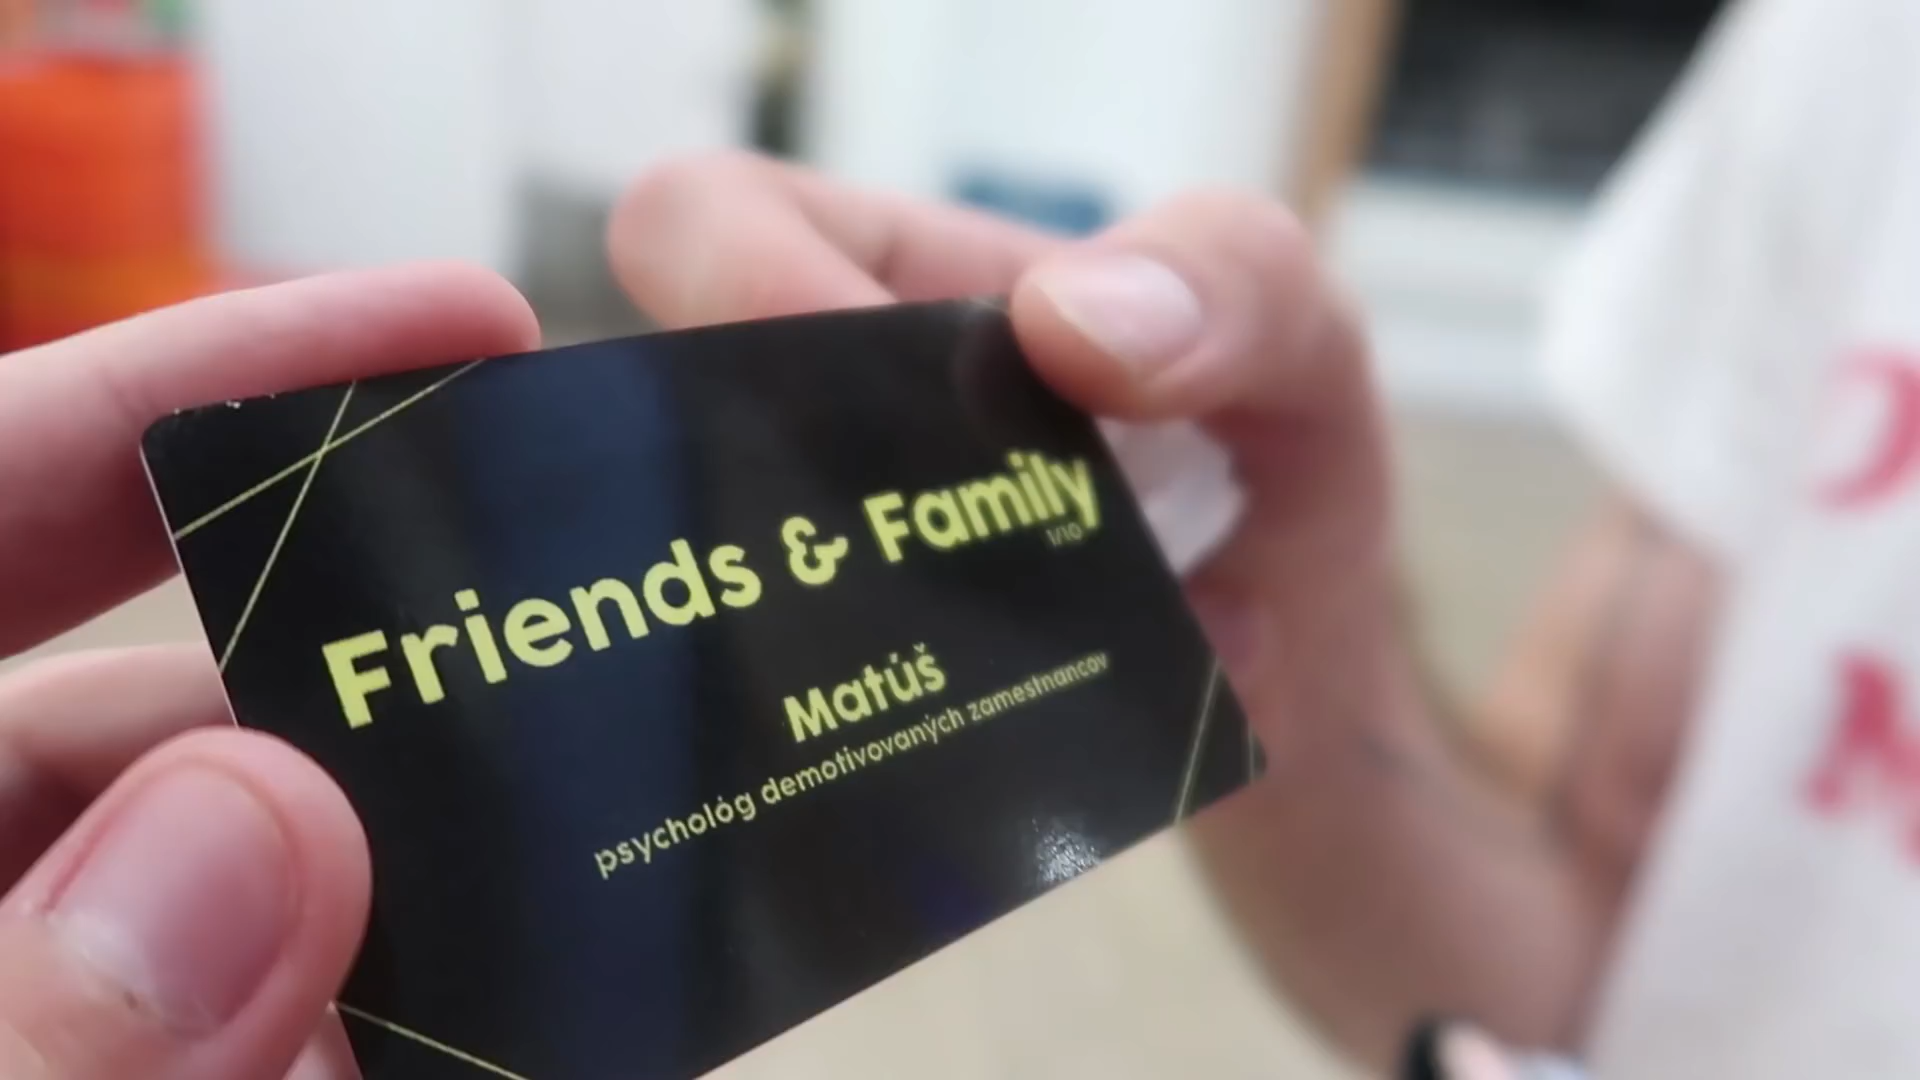 Friends & Family
1/10
Matúš
psychológ demotivovaných zamestnancov